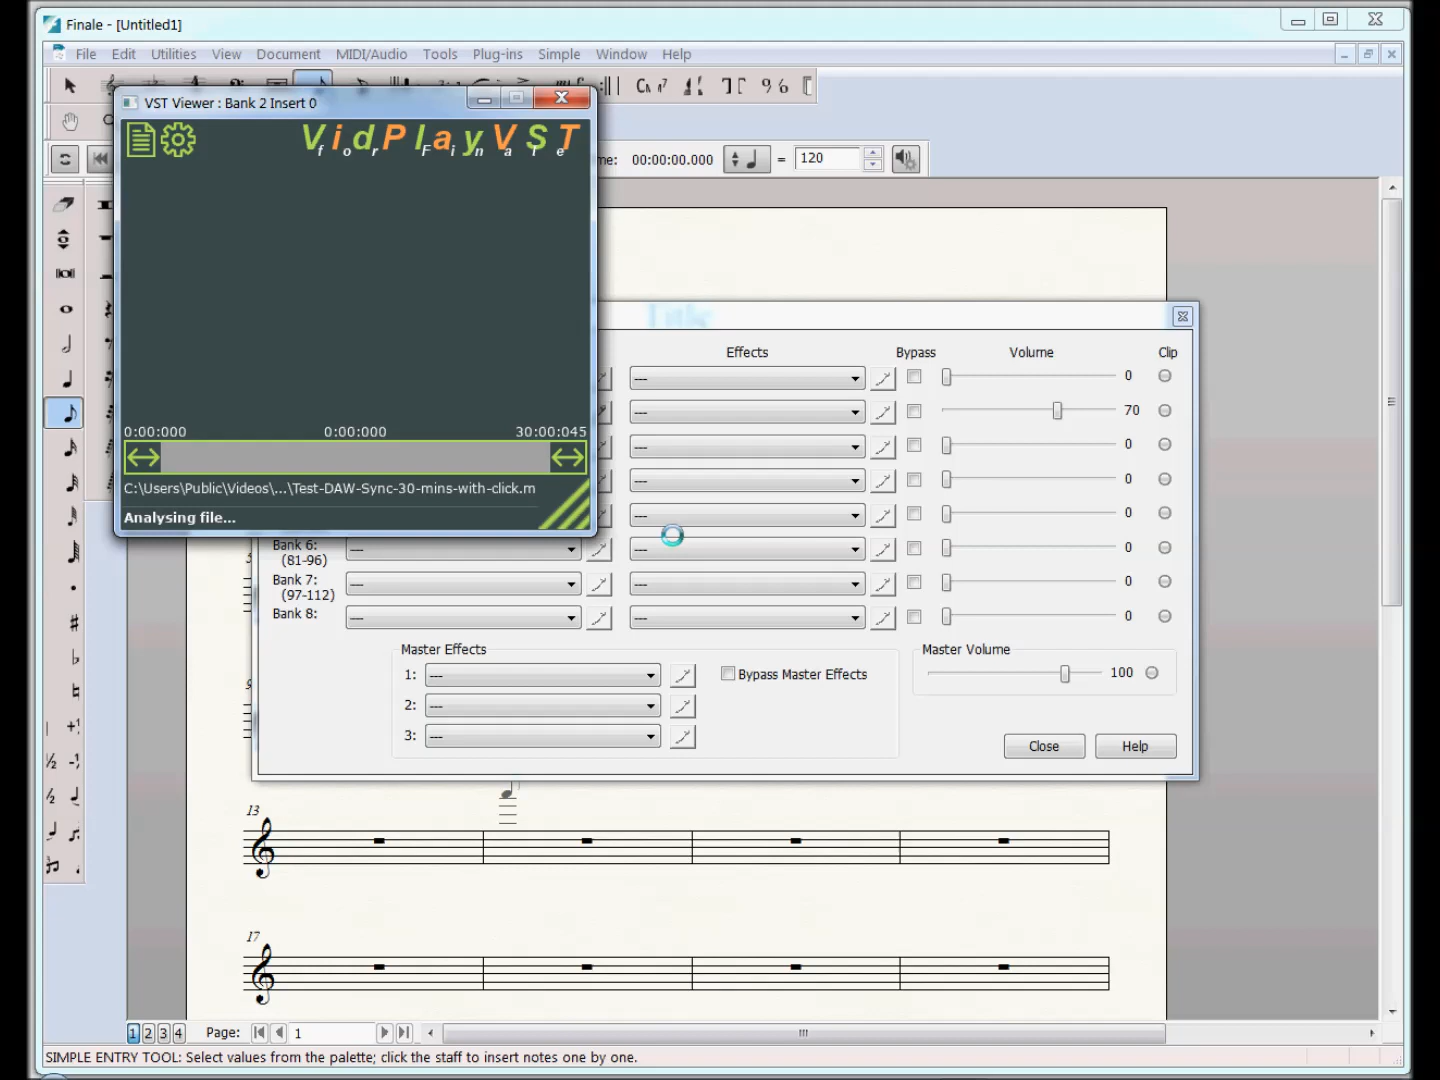 Finale - [Untitled1]
File Edit Utilities View Document MIDI/Audio Tools Plug-ins Simple Window Help
VST Viewer : Bank 2 Insert 0
VidPlayVST
for Finale
me: 00:00:00.000 = 120
Title
Effects Bypass Volume Clip
--- 0
--- 70
--- 0
--- 0
--- 0
0:00:000 0:00:000 30:00:045
C:\Users\Public\Videos\...\Test-DAW-Sync-30-mins-with-click.m
Analysing file...
Bank 6: --- --- 0
(81-96)
Bank 7: --- --- 0
(97-112)
Bank 8: --- --- 0
Master Effects Master Volume
1: --- Bypass Master Effects 100
2: ---
3: ---
Close Help
13
17
1 2 3 4 Page: 1
SIMPLE ENTRY TOOL: Select values from the palette; click the staff to insert notes one by one.